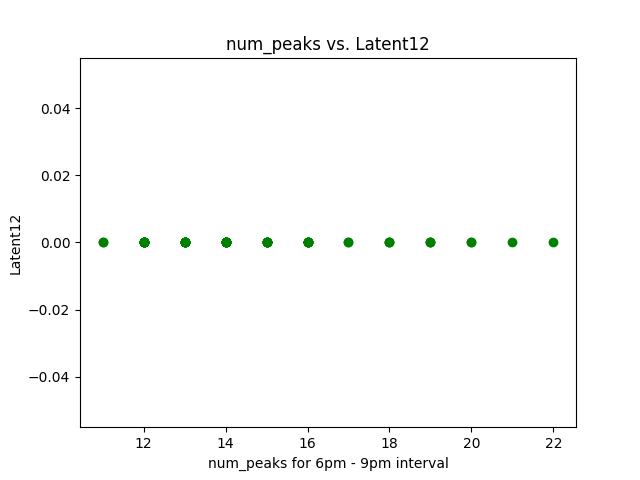 num_peaks vs. Latent12
0.04
0.02
0.00
−0.02
−0.04
Latent12
12 14 16 18 20 22
num_peaks for 6pm - 9pm interval